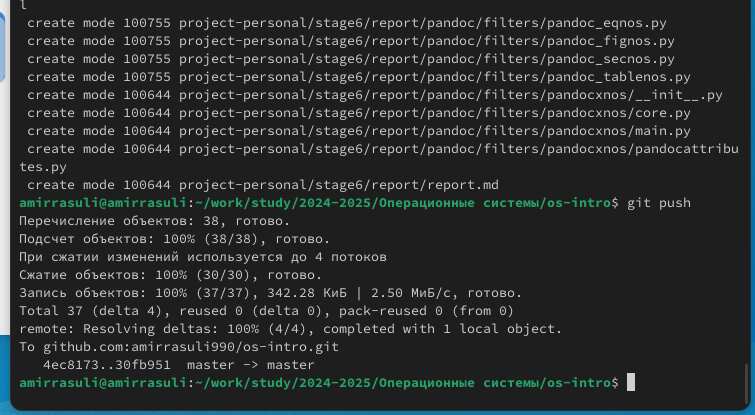 l
create mode 100755 project-personal/stage6/report/pandoc/filters/pandoc_eqnos.py
create mode 100755 project-personal/stage6/report/pandoc/filters/pandoc_fignos.py
create mode 100755 project-personal/stage6/report/pandoc/filters/pandoc_secnos.py
create mode 100755 project-personal/stage6/report/pandoc/filters/pandoc_tablenos.py
create mode 100644 project-personal/stage6/report/pandoc/filters/pandocxnos/__init__.py
create mode 100644 project-personal/stage6/report/pandoc/filters/pandocxnos/core.py
create mode 100644 project-personal/stage6/report/pandoc/filters/pandocxnos/main.py
create mode 100644 project-personal/stage6/report/pandoc/filters/pandocxnos/pandocattribu
tes.py
create mode 100644 project-personal/stage6/report/report.md
amirrasuli@amirrasuli:~/work/study/2024-2025/Операционные системы/os-intro$ git push
Перечисление объектов: 38, готово.
Подсчет объектов: 100% (38/38), готово.
При сжатии изменений используется до 4 потоков
Сжатие объектов: 100% (30/30), готово.
Запись объектов: 100% (37/37), 342.28 КиБ | 2.50 МиБ/с, готово.
Total 37 (delta 4), reused 0 (delta 0), pack-reused 0 (from 0)
remote: Resolving deltas: 100% (4/4), completed with 1 local object.
To github.com:amirrasuli990/os-intro.git
4ec8173..30fb951  master -> master
amirrasuli@amirrasuli:~/work/study/2024-2025/Операционные системы/os-intro$